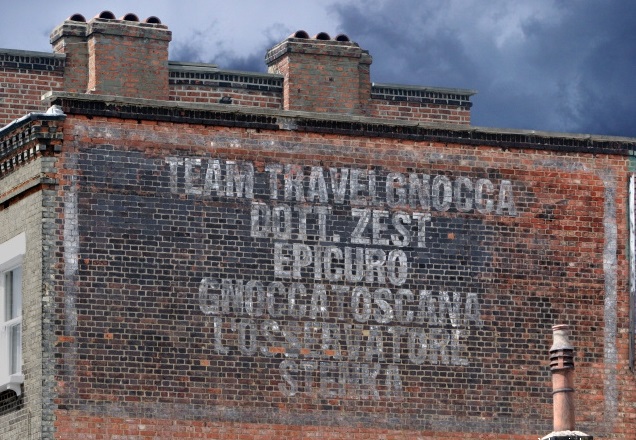 TEAM TRAVELGNOCCA
DOTT. ZEST
EPICURO
GNOCCATOSCANA
L'OSSERVATORE
STENKA